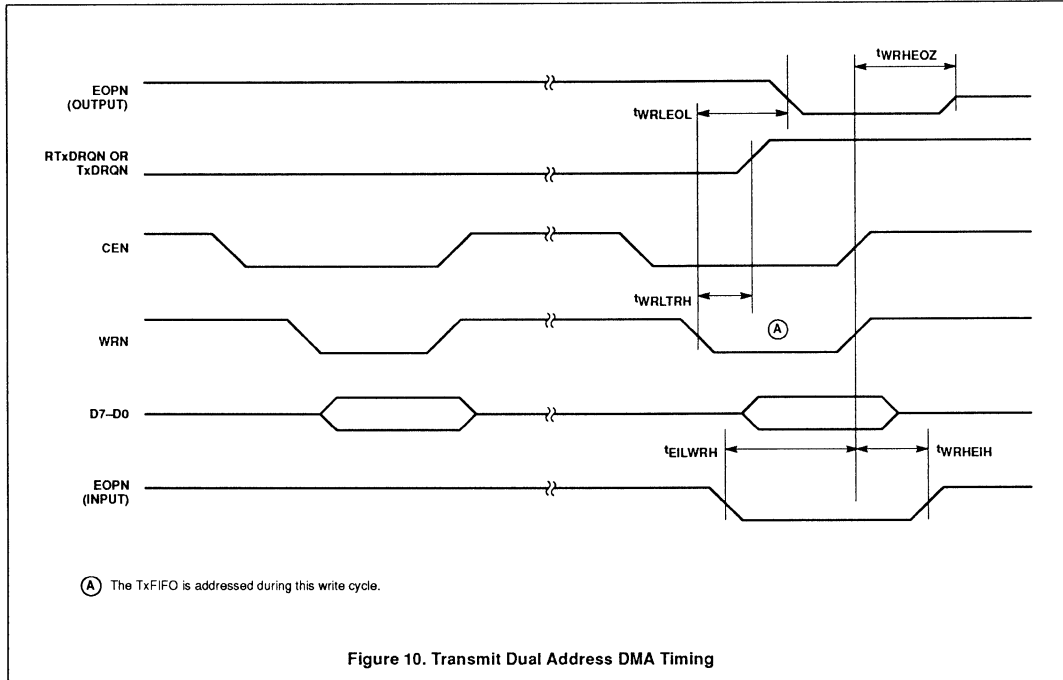 tWRHEOZ
EOPN
(OUTPUT)
tWRLEOL
RTxDRQN OR
TxDRQN
CEN
tWRLTRH
A
WRN
D7–D0
tEILWRH
tWRHEIH
EOPN
(INPUT)
A The TxFIFO is addressed during this write cycle.
Figure 10. Transmit Dual Address DMA Timing